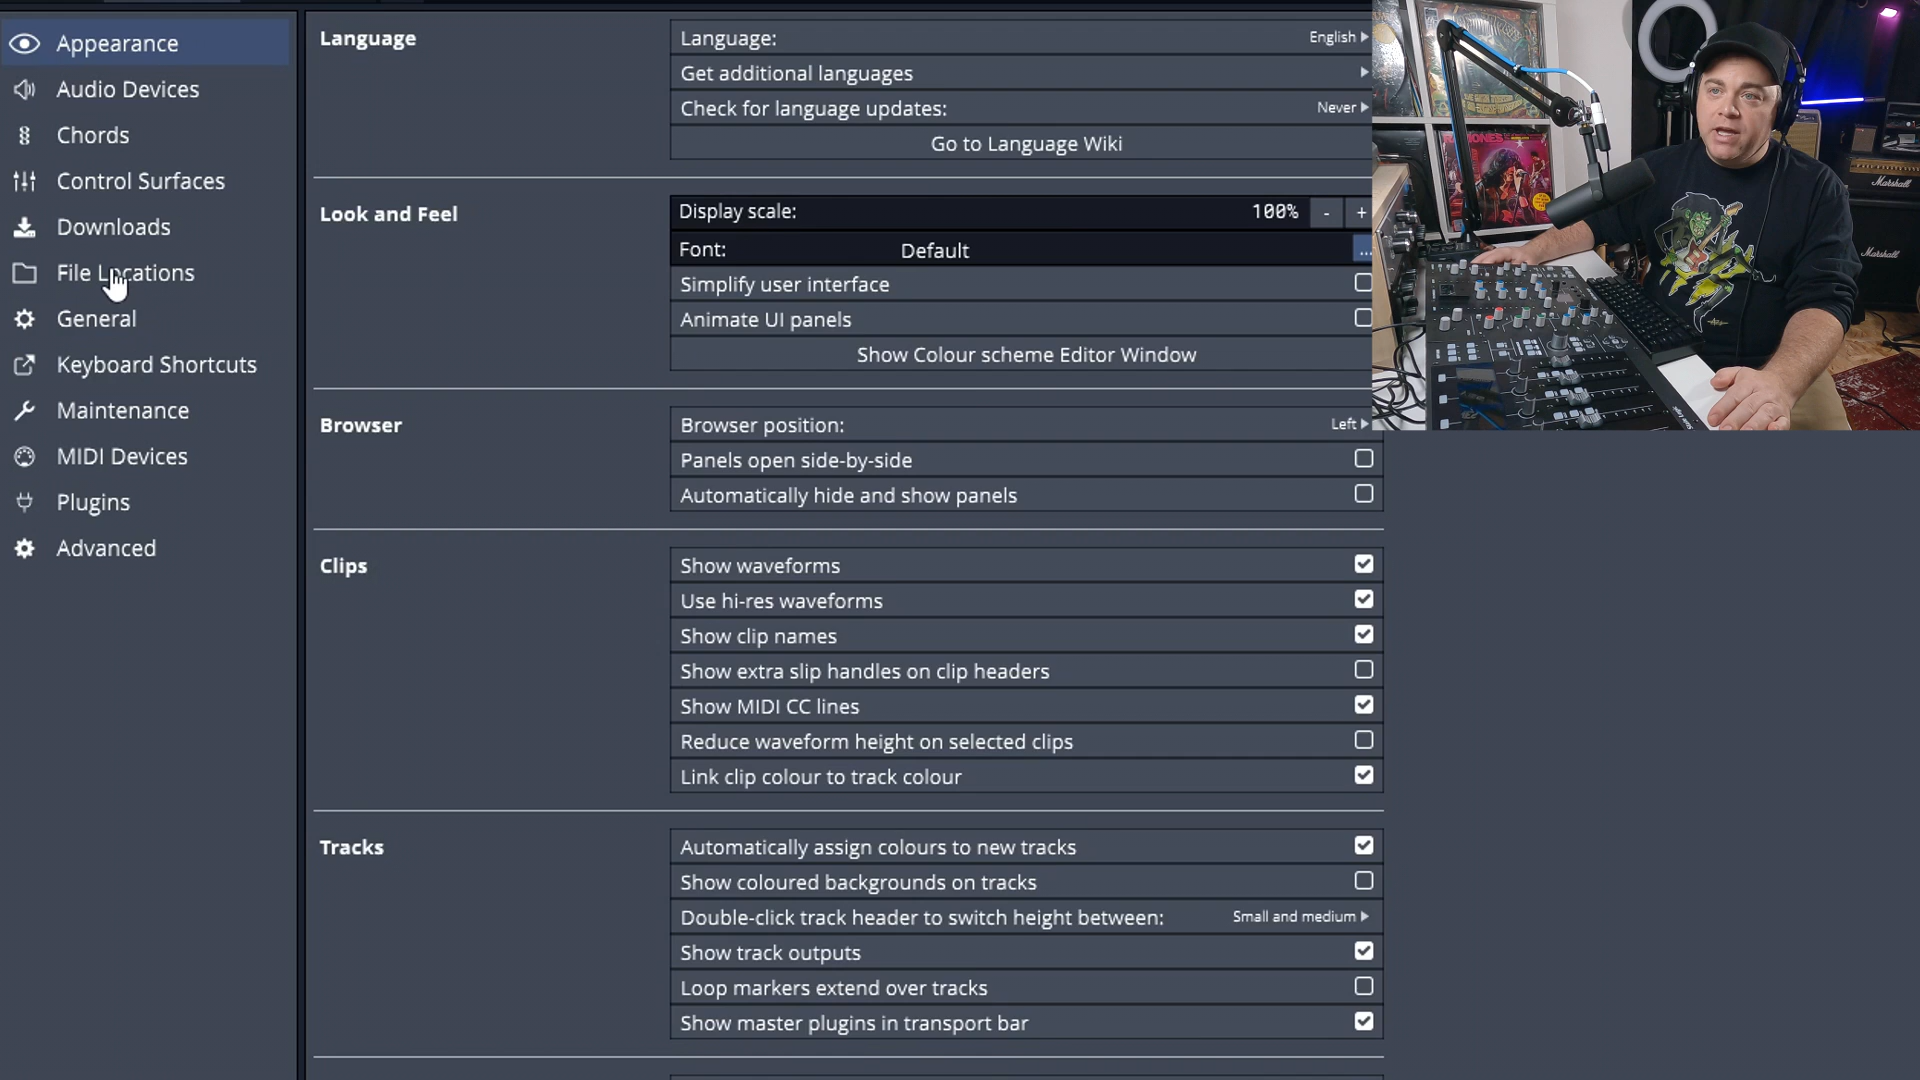 Appearance
Audio Devices
Chords
Control Surfaces
Downloads
File Locations
General
Keyboard Shortcuts
Maintenance
MIDI Devices
Plugins
Advanced
Language
Language: English
Get additional languages
Check for language updates: Never
Go to Language Wiki
Look and Feel
Display scale: 100% - +
Font: Default ...
Simplify user interface
Animate UI panels
Show Colour scheme Editor Window
Browser
Browser position: Left
Panels open side-by-side
Automatically hide and show panels
Clips
Show waveforms
Use hi-res waveforms
Show clip names
Show extra slip handles on clip headers
Show MIDI CC lines
Reduce waveform height on selected clips
Link clip colour to track colour
Tracks
Automatically assign colours to new tracks
Show coloured backgrounds on tracks
Double-click track header to switch height between: Small and medium
Show track outputs
Loop markers extend over tracks
Show master plugins in transport bar
RAMONES
Marshall
Marshall